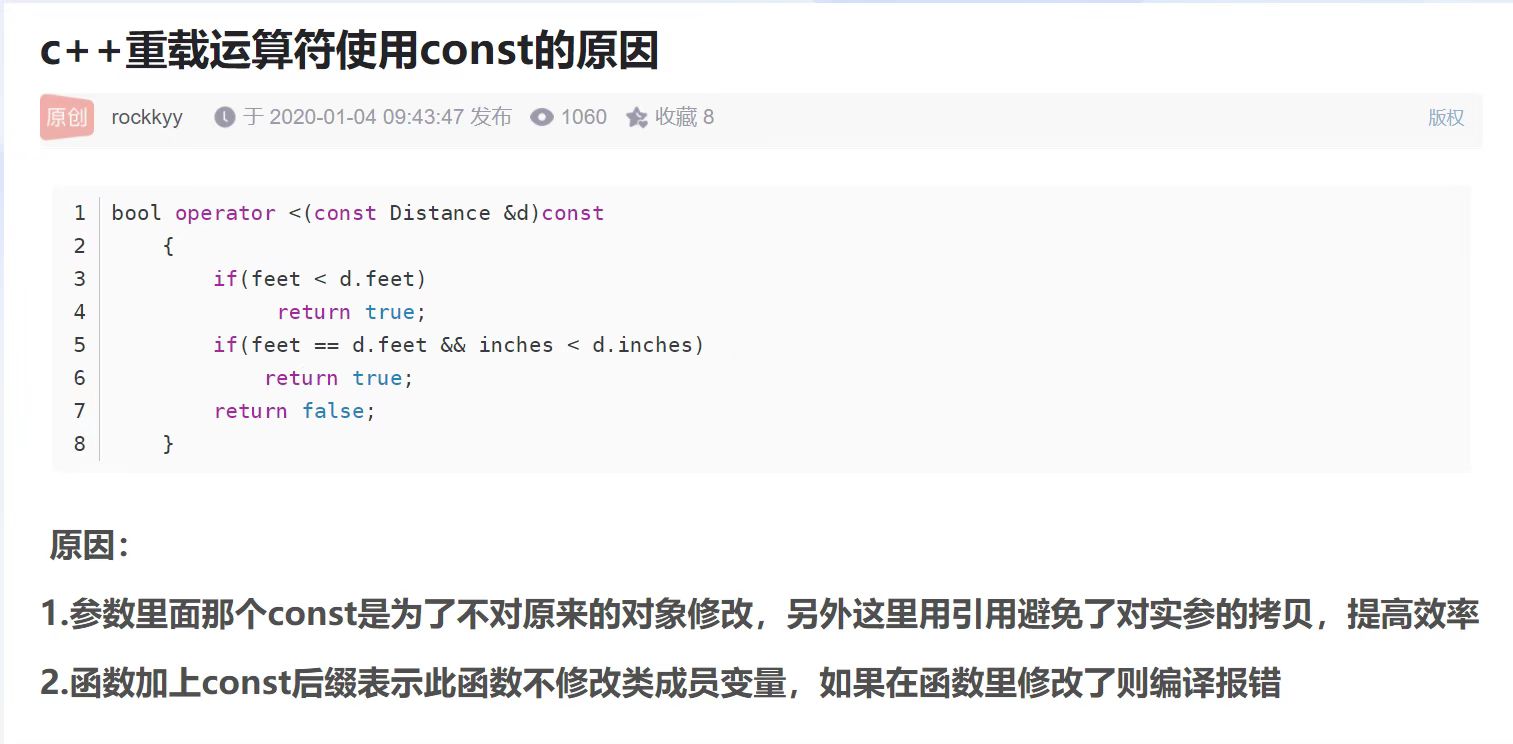 c++重载运算符使用const的原因
原创 rockkyy 于 2020-01-04 09:43:47 发布 1060 收藏 8 版权
1 bool operator <(const Distance &d)const
2 {
3 if(feet < d.feet)
4 return true;
5 if(feet == d.feet && inches < d.inches)
6 return true;
7 return false;
8 }
原因：
1.参数里面那个const是为了不对原来的对象修改，另外这里用引用避免了对实参的拷贝，提高效率
2.函数加上const后缀表示此函数不修改类成员变量，如果在函数里修改了则编译报错